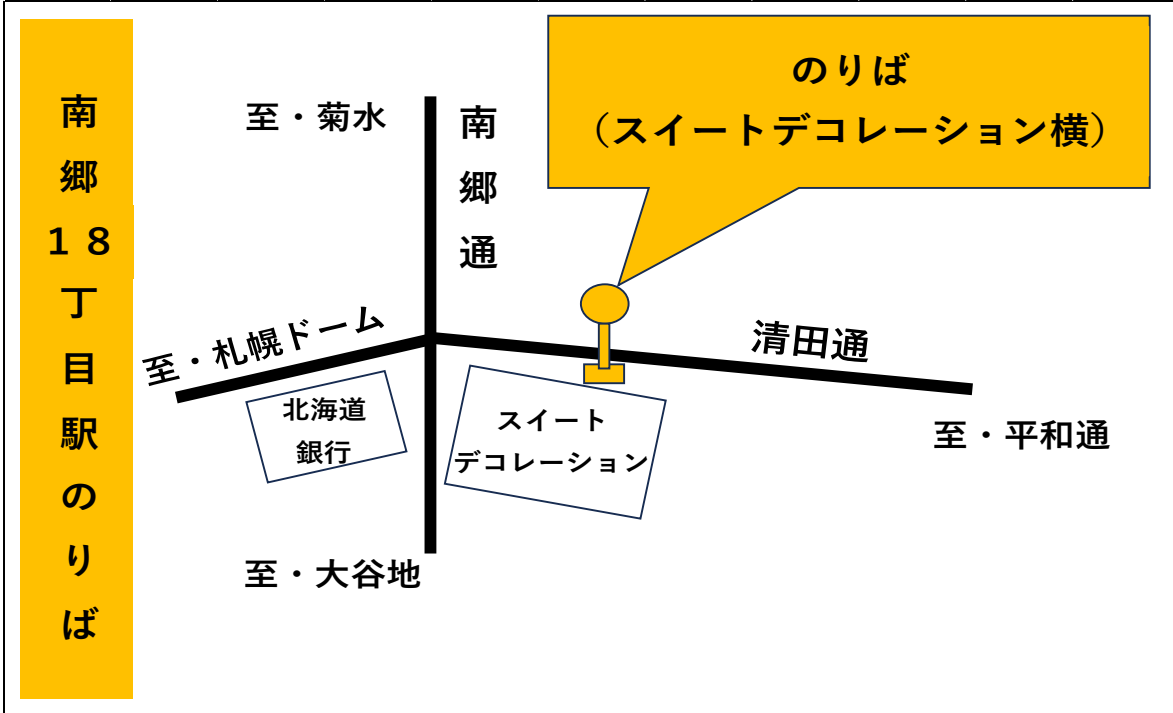 南郷１８丁目駅のりば
至・菊水
南郷通
のりば
（スイートデコレーション横）
至・札幌ドーム
清田通
北海道
銀行
スイート
デコレーション
至・平和通
至・大谷地